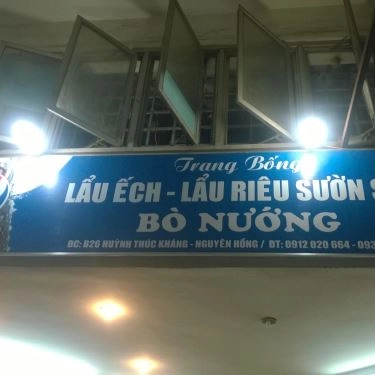 Trang Bống
LẨU ẾCH - LẨU RIÊU SƯỜN S
BÒ NƯỚNG
ĐC: B26 HUỲNH THÚC KHÁNG - NGUYÊN HỒNG / ĐT: 0912 020 664 - 093